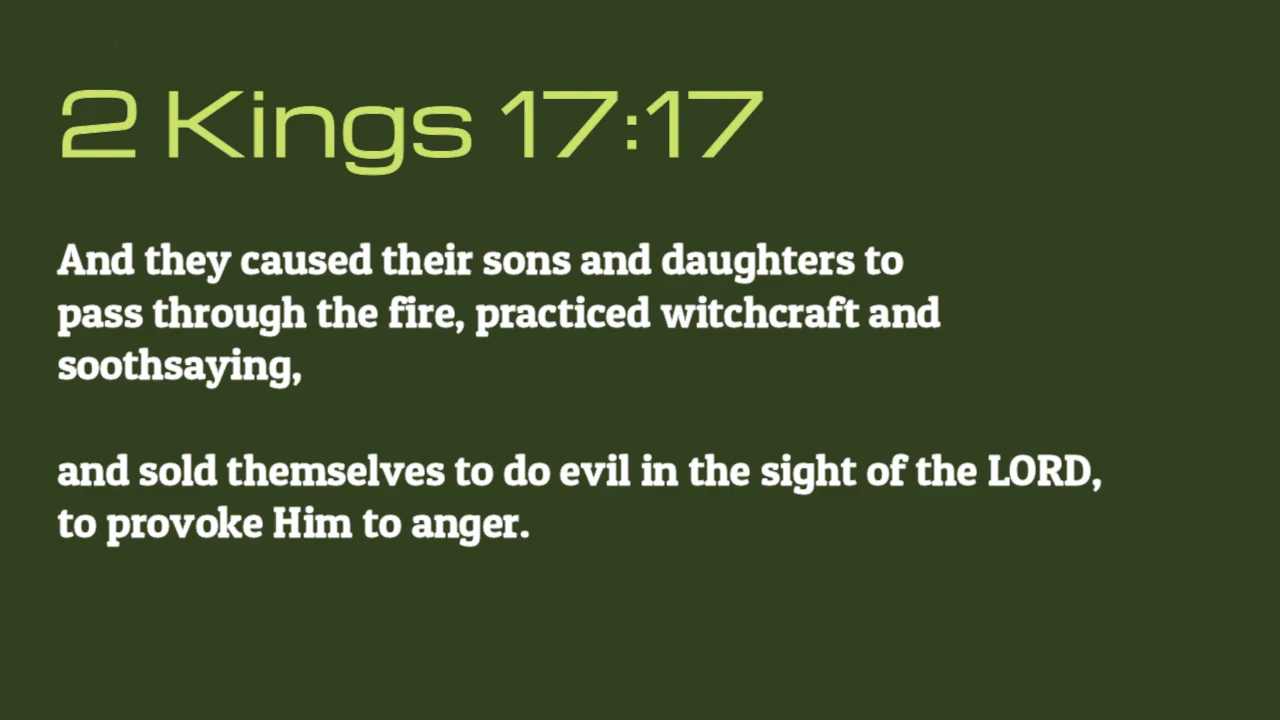 2 Kings 17:17
And they caused their sons and daughters to
pass through the fire, practiced witchcraft and
soothsaying,
and sold themselves to do evil in the sight of the LORD,
to provoke Him to anger.